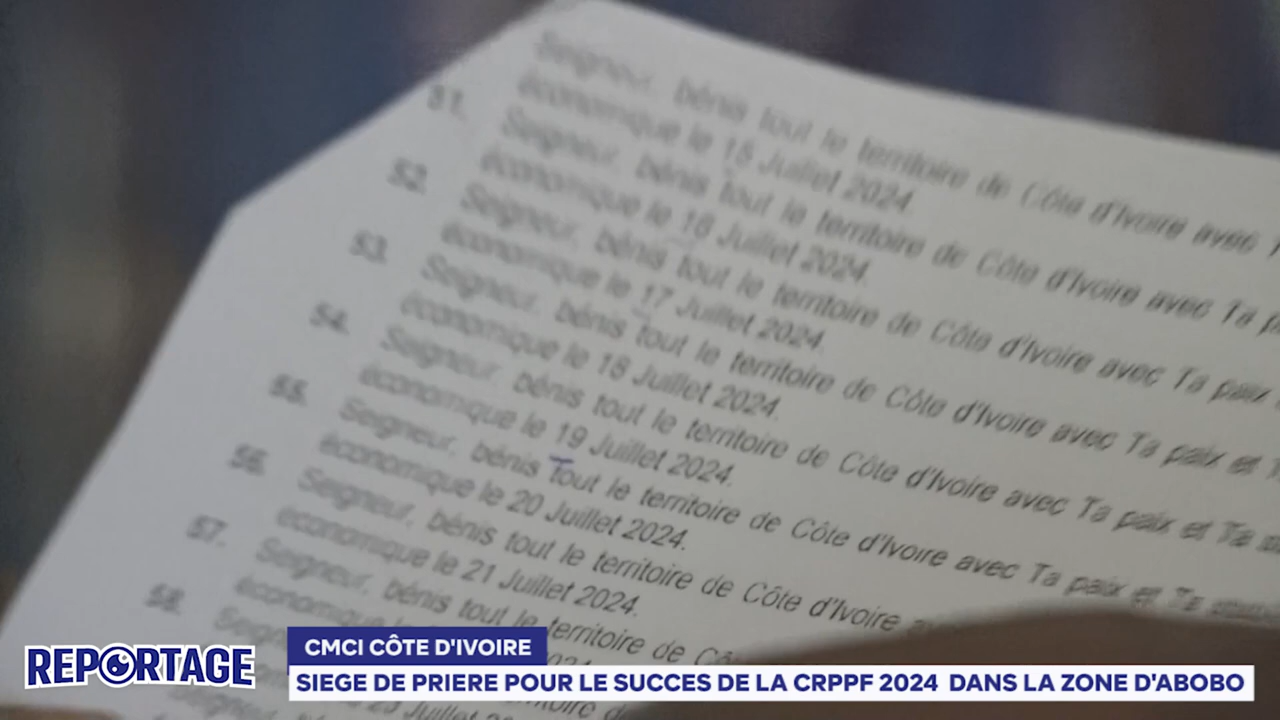 Seigneur, bénis tout le territoire de Côte d'Ivoire avec
économique le 15 Juillet 2024.
51. Seigneur, bénis tout le territoire de Côte d'Ivoire avec Ta
économique le 16 Juillet 2024.
52. Seigneur, bénis tout le territoire de Côte d'Ivoire avec Ta paix
économique le 17 Juillet 2024.
53. Seigneur, bénis tout le territoire de Côte d'Ivoire avec Ta paix et
économique le 18 Juillet 2024.
54. Seigneur, bénis tout le territoire de Côte d'Ivoire avec Ta paix et Ta
économique le 19 Juillet 2024.
55. Seigneur, bénis Tout le territoire de Côte d'Ivoire avec Ta paix et Ta
économique le 20 Juillet 2024.
56. Seigneur, bénis tout le territoire de Côte d'Ivoire
économique le 21 Juillet 2024.
57. Seigneur, bénis tout le territoire de
économique
58.
REPORTAGE
CMCI CÔTE D'IVOIRE
SIEGE DE PRIERE POUR LE SUCCES DE LA CRPPF 2024 DANS LA ZONE D'ABOBO